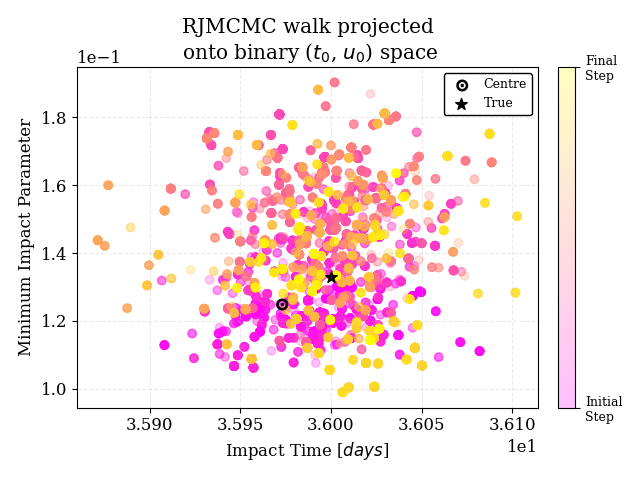 RJMCMC walk projected
onto binary (t₀, u₀) space
1e−1
Centre
True
Final
Step
1.8
1.6
1.4
1.2
1.0
Minimum Impact Parameter
Initial
Step
3.590
3.595
3.600
3.605
3.610
1e1
Impact Time [days]